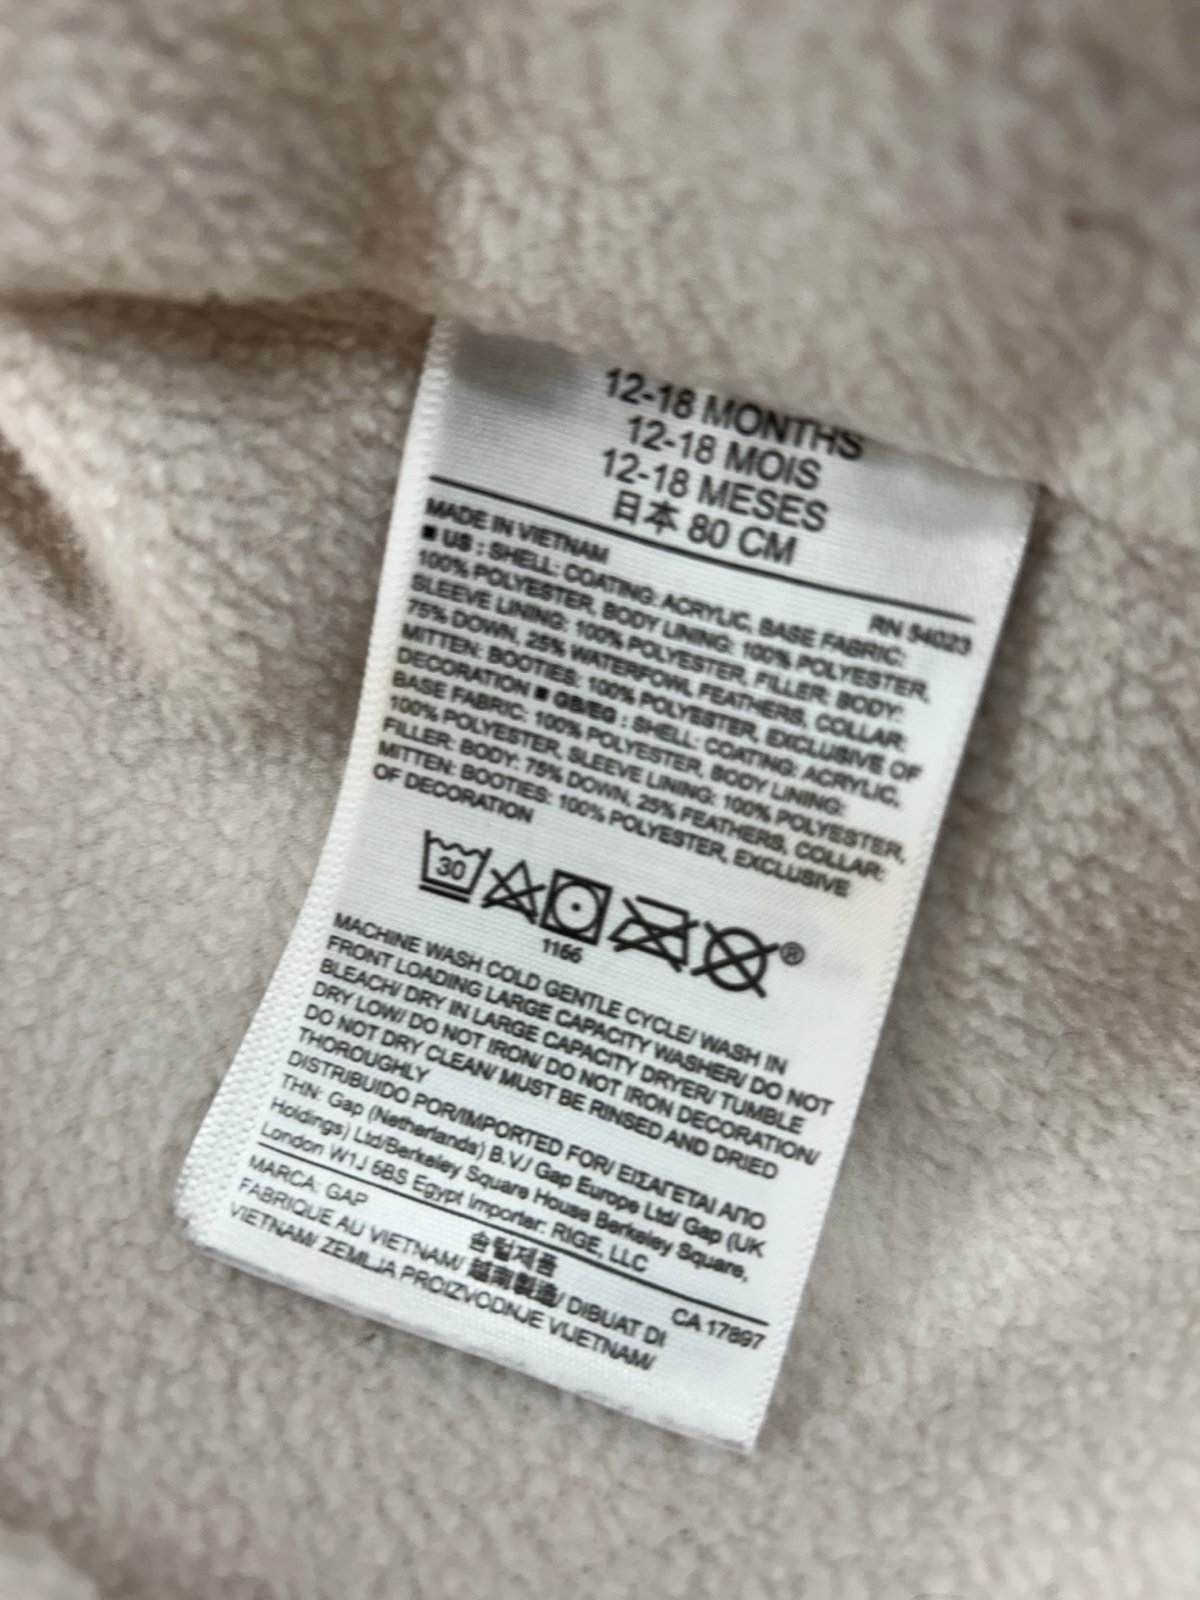 12-18 MONTHS
12-18 MOIS
12-18 MESES
日本 80 CM
MADE IN VIETNAM
RN 54023
■ US : SHELL: COATING: ACRYLIC, BASE FABRIC:
100% POLYESTER, BODY LINING: 100% POLYESTER,
SLEEVE LINING: 100% POLYESTER, FILLER: BODY:
75% DOWN, 25% WATERFOWL FEATHERS, COLLAR:
MITTEN: BOOTIES: 100% POLYESTER, EXCLUSIVE OF
DECORATION ■ GB/EG : SHELL: COATING: ACRYLIC,
BASE FABRIC: 100% POLYESTER, BODY LINING:
100% POLYESTER, SLEEVE LINING: 100% POLYESTER,
FILLER: BODY: 75% DOWN, 25% FEATHERS, COLLAR:
MITTEN: BOOTIES: 100% POLYESTER, EXCLUSIVE
OF DECORATION
30
®
1166
MACHINE WASH COLD GENTLE CYCLE/ WASH IN
FRONT LOADING LARGE CAPACITY WASHER/ DO NOT
BLEACH/ DRY IN LARGE CAPACITY DRYER/ TUMBLE
DRY LOW/ DO NOT IRON/ DO NOT IRON DECORATION/
DO NOT DRY CLEAN/ MUST BE RINSED AND DRIED
THOROUGHLY
DISTRIBUIDO POR/IMPORTED FOR/ ΕΙΣΑΓΕΤΑΙ ΑΠΟ
THN: Gap (Netherlands) B.V./ Gap Europe Ltd/ Gap (UK
Holdings) Ltd/Berkeley Square House Berkeley Square,
London W1J 6BS Egypt Importer: RIGE, LLC
MARCA: GAP
CA 17897
솜털제품
FABRIQUE AU VIETNAM/ 越南製造/ DIBUAT DI
VIETNAM/ ZEMLJA PROIZVODNJE VIJETNAM/